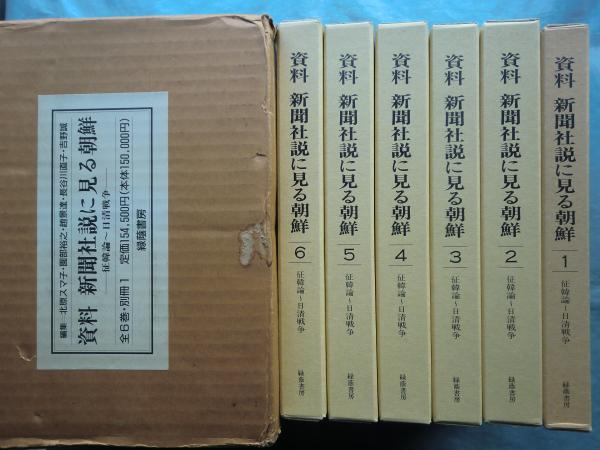 編集 北原スマ子・園部裕之・趙景達・長谷川直子・吉野誠
資料 新聞社説に見る朝鮮
——征韓論〜日清戦争——
全6巻・別冊1 定価154,500円(本体150,000円)
緑蔭書房
資料 新聞社説に見る朝鮮 6 征韓論〜日清戦争 緑蔭書房
資料 新聞社説に見る朝鮮 5 征韓論〜日清戦争 緑蔭書房
資料 新聞社説に見る朝鮮 4 征韓論〜日清戦争 緑蔭書房
資料 新聞社説に見る朝鮮 3 征韓論〜日清戦争 緑蔭書房
資料 新聞社説に見る朝鮮 2 征韓論〜日清戦争 緑蔭書房
資料 新聞社説に見る朝鮮 1 征韓論〜日清戦争 緑蔭書房